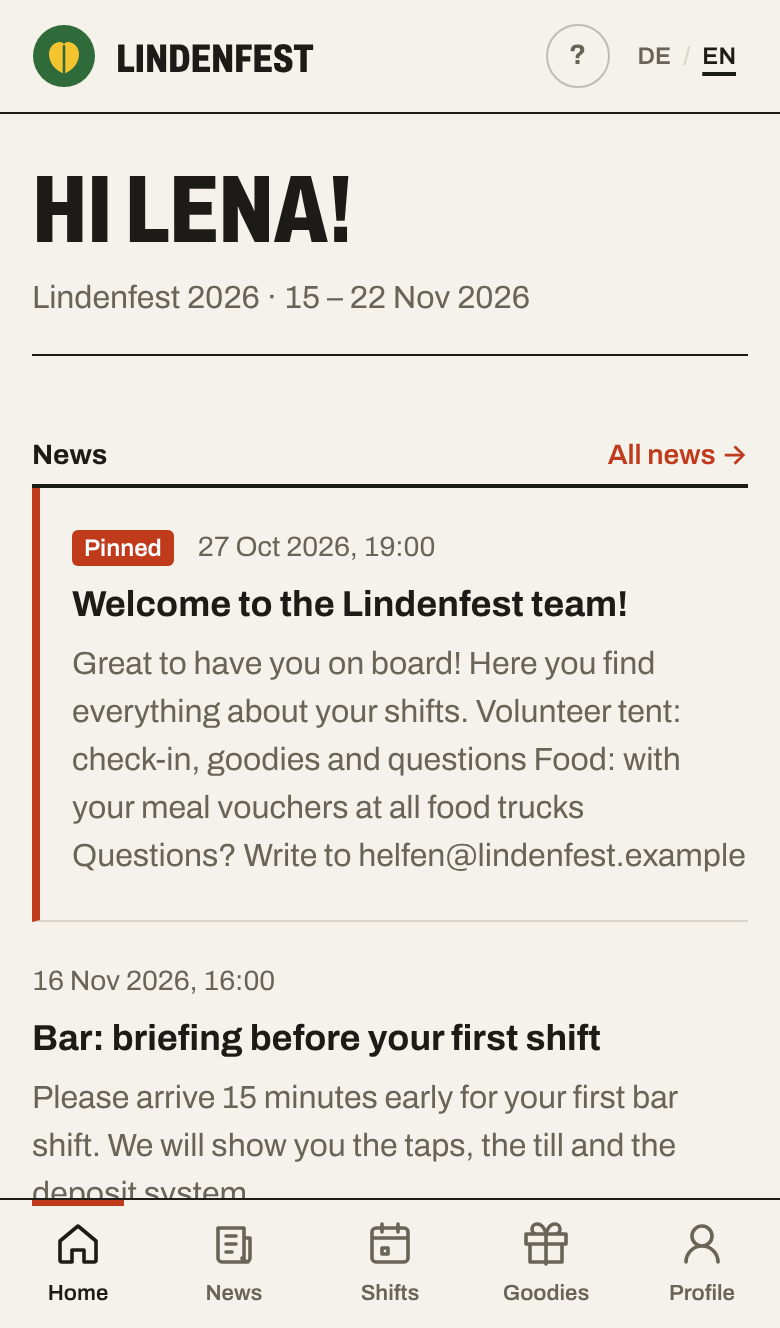 LINDENFEST
?
DE / EN
HI LENA!
Lindenfest 2026 · 15 – 22 Nov 2026
News
All news →
Pinned
27 Oct 2026, 19:00
Welcome to the Lindenfest team!
Great to have you on board! Here you find
everything about your shifts. Volunteer tent:
check-in, goodies and questions Food: with
your meal vouchers at all food trucks
Questions? Write to helfen@lindenfest.example
16 Nov 2026, 16:00
Bar: briefing before your first shift
Please arrive 15 minutes early for your first bar
shift. We will show you the taps, the till and the
deposit system
Home
News
Shifts
Goodies
Profile